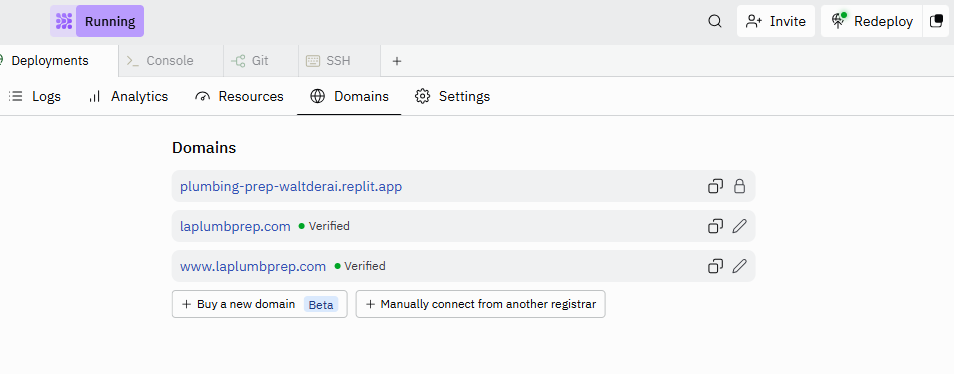 Running Invite Redeploy
Deployments Console Git SSH
Logs Analytics Resources Domains Settings
Domains
plumbing-prep-waltderai.replit.app
laplumbprep.com Verified
www.laplumbprep.com Verified
+ Buy a new domain Beta + Manually connect from another registrar